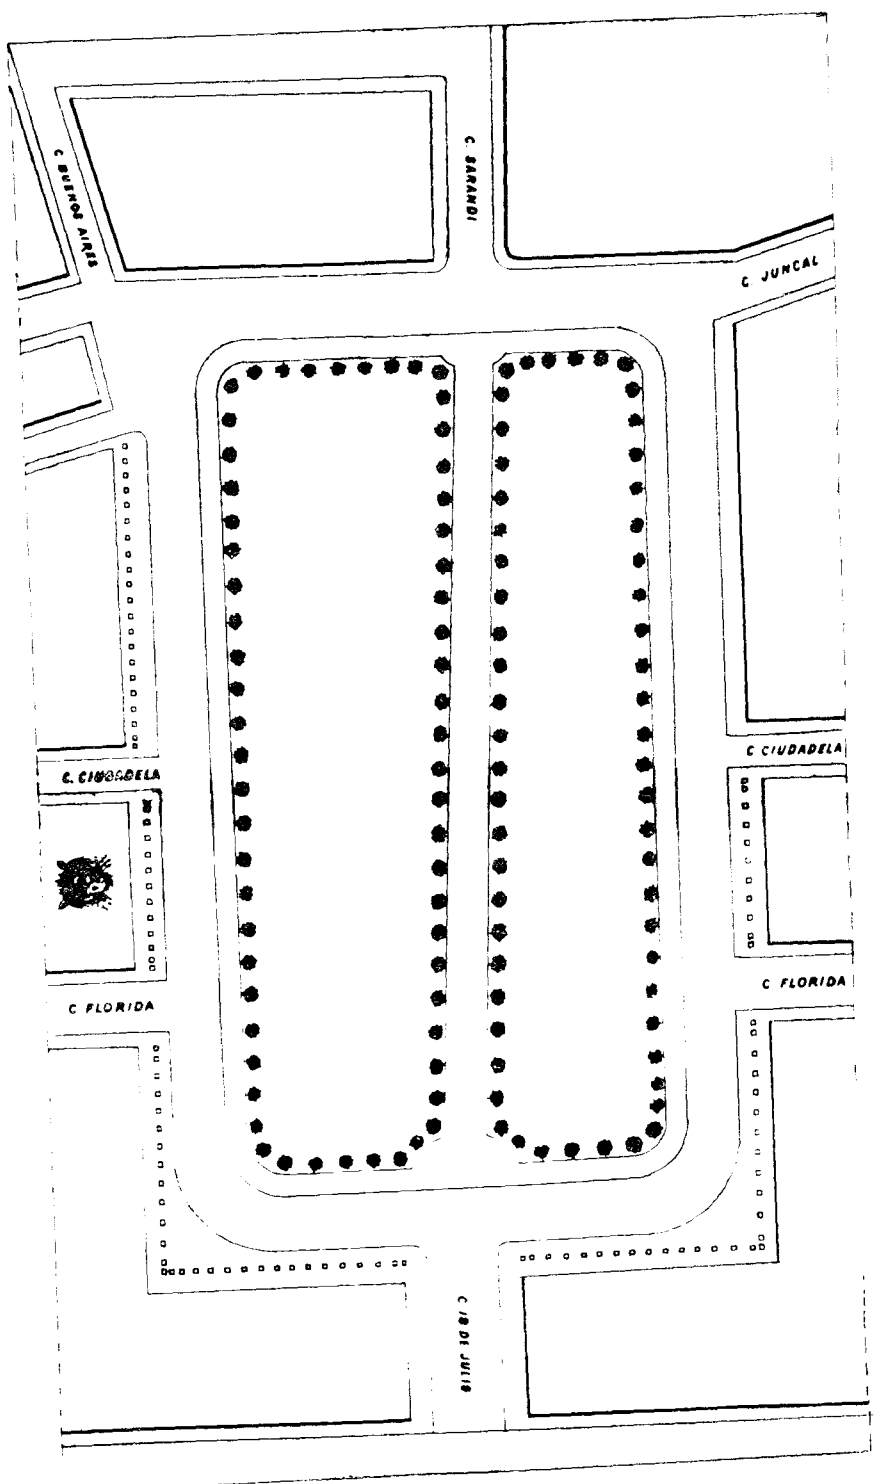 C BUENOS AIRES
C. SARANDI
C. JUNCAL
C. CIUDADELA
C CIUDADELA
C FLORIDA
C FLORIDA
C 18 DE JULIO